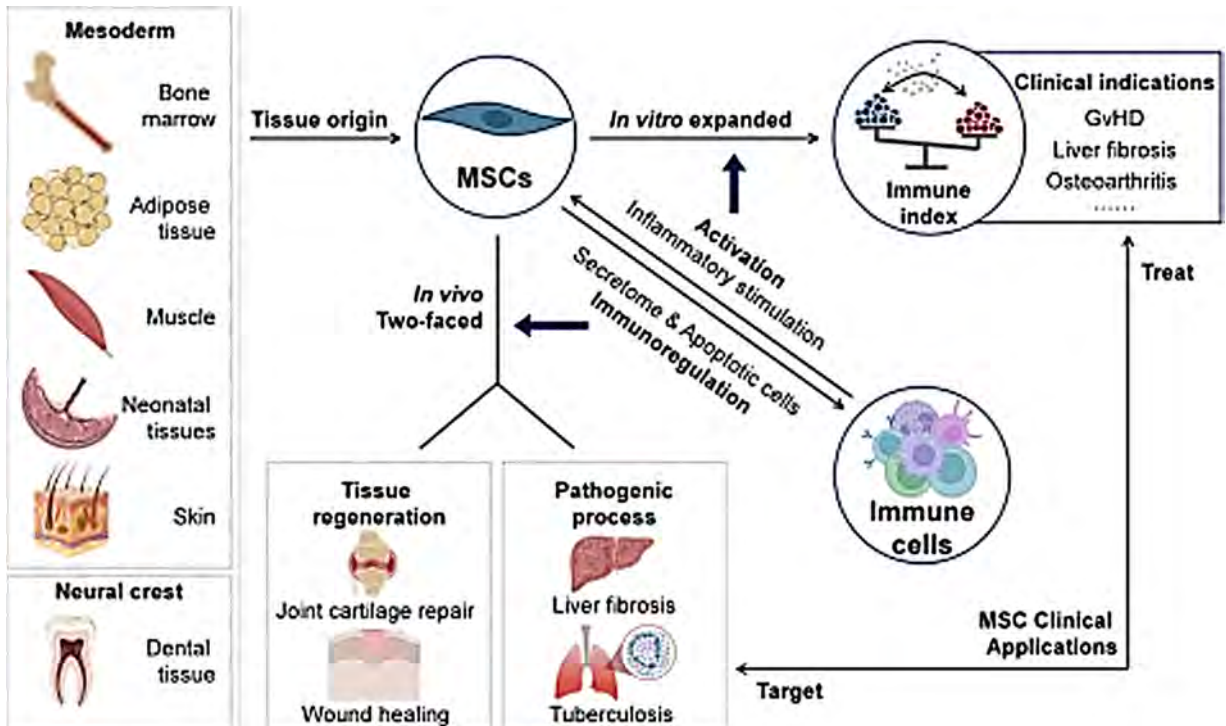 Mesoderm
Bone
marrow
Adipose
tissue
Muscle
Neonatal
tissues
Skin
Neural crest
Dental
tissue
Tissue origin
MSCs
In vitro expanded
Immune
index
Clinical indications
GvHD
Liver fibrosis
Osteoarthritis
......
Activation
Inflammatory stimulation
Secretome & Apoptotic cells
Immunoregulation
In vivo
Two-faced
Immune
cells
Treat
Tissue
regeneration
Joint cartilage repair
Wound healing
Pathogenic
process
Liver fibrosis
Tuberculosis
MSC Clinical
Applications
Target